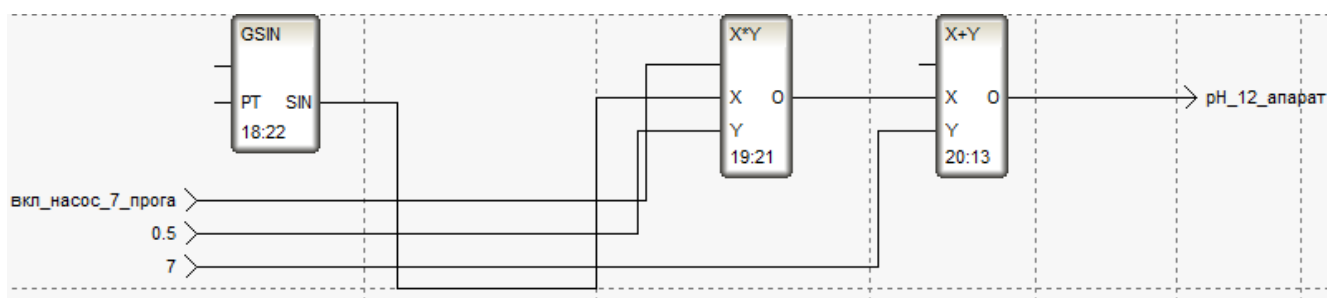 GSIN
PT SIN
18:22
X*Y
X O
Y
19:21
X+Y
X O
Y
20:13
pH_12_апарат
вкл_насос_7_прога
0.5
7